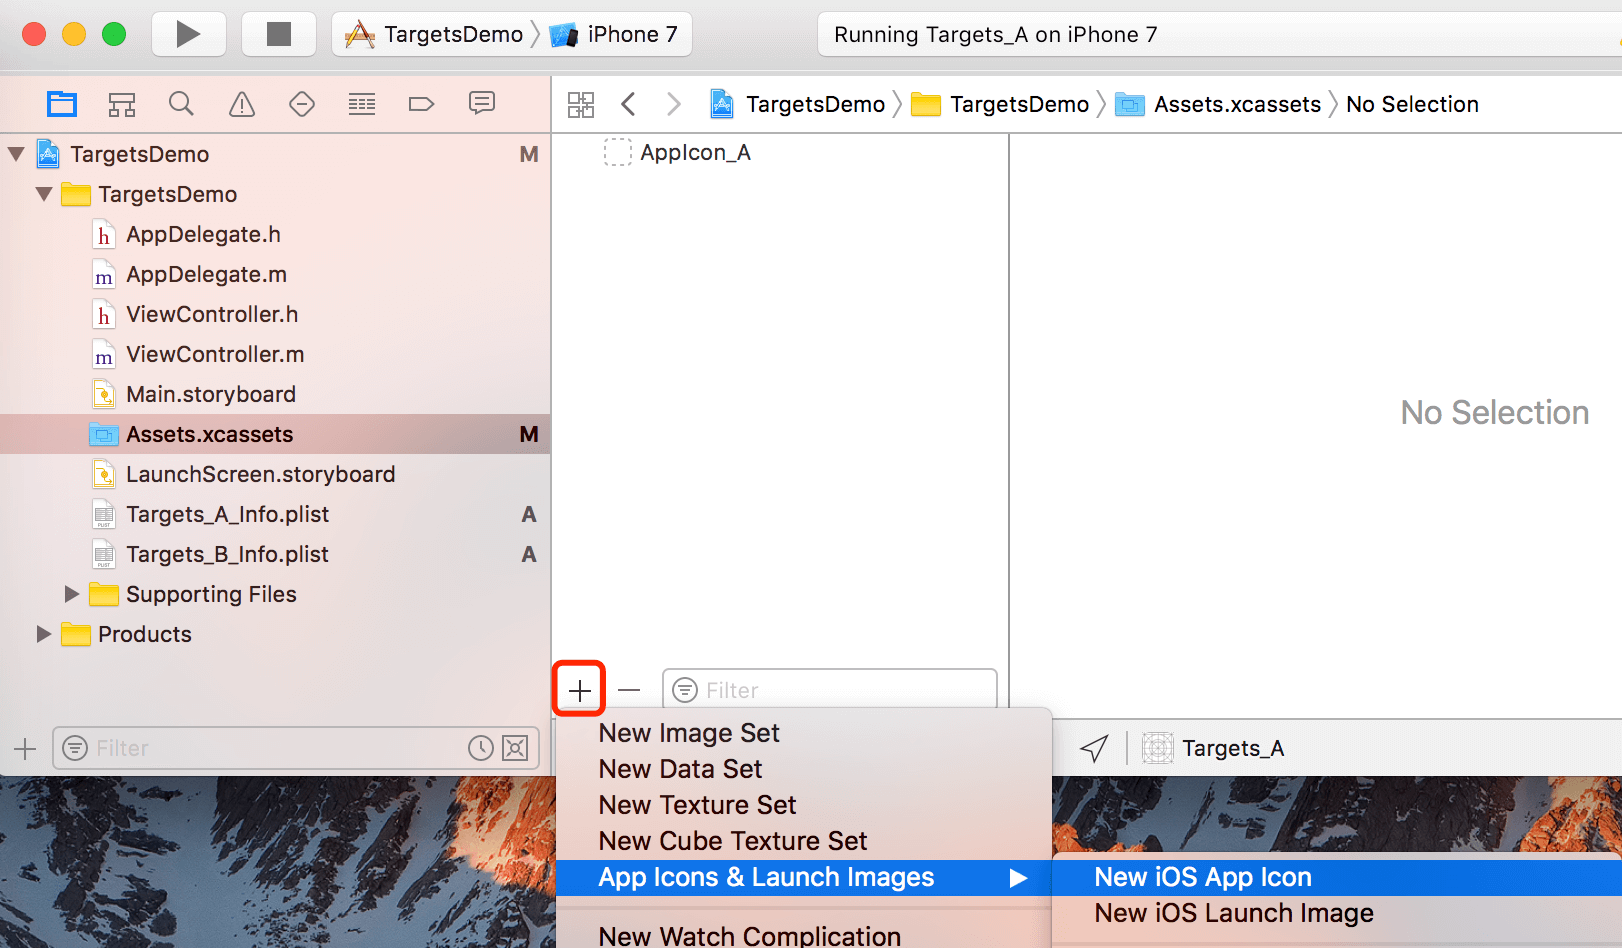 TargetsDemo
iPhone 7
Running Targets_A on iPhone 7
TargetsDemo
TargetsDemo
Assets.xcassets
No Selection
TargetsDemo M
TargetsDemo
h AppDelegate.h
m AppDelegate.m
h ViewController.h
m ViewController.m
Main.storyboard
Assets.xcassets M
LaunchScreen.storyboard
PLIST Targets_A_Info.plist A
PLIST Targets_B_Info.plist A
Supporting Files
Products
Filter
AppIcon_A
Filter
No Selection
Targets_A
New Image Set
New Data Set
New Texture Set
New Cube Texture Set
App Icons & Launch Images
New Watch Complication
New iOS App Icon
New iOS Launch Image